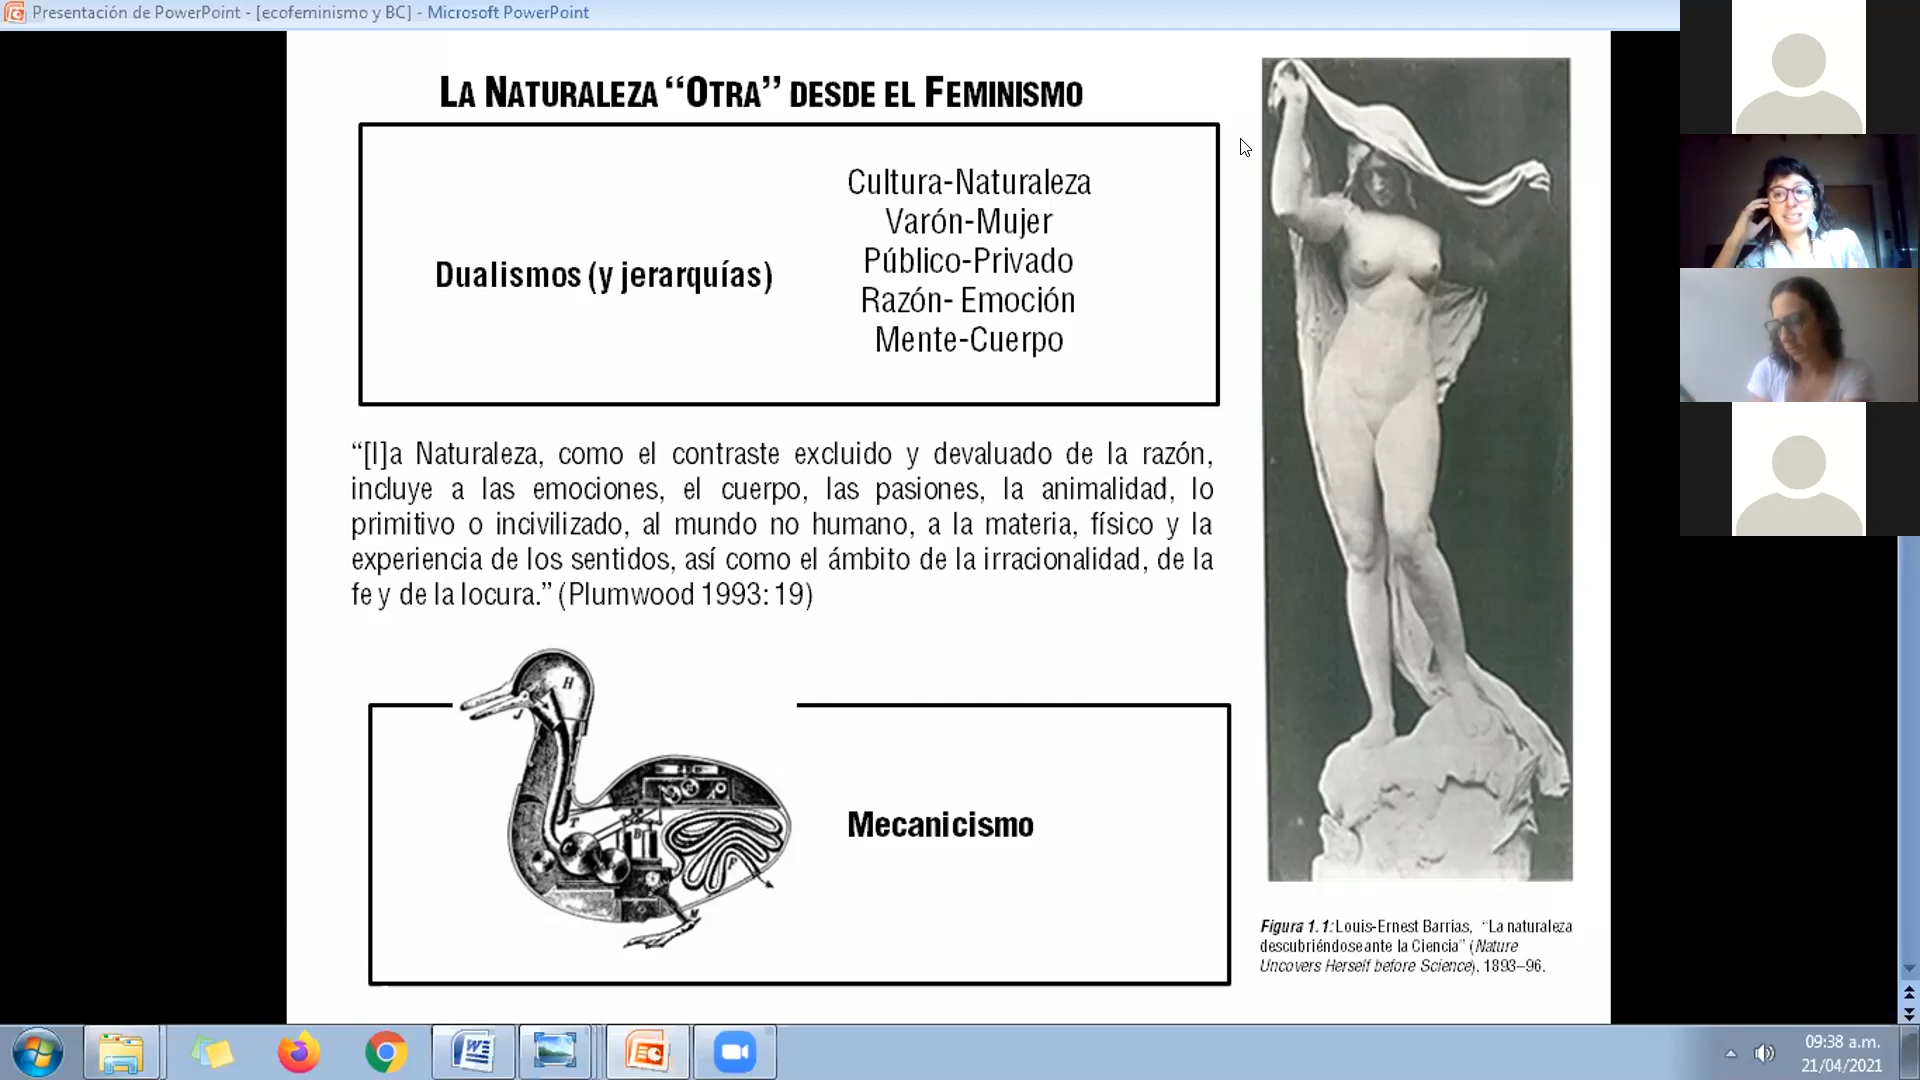 Presentación de PowerPoint - [ecofeminismo y BC] - Microsoft PowerPoint
LA NATURALEZA “OTRA” DESDE EL FEMINISMO
Dualismos (y jerarquías)
Cultura-Naturaleza
Varón-Mujer
Público-Privado
Razón- Emoción
Mente-Cuerpo
“[l]a Naturaleza, como el contraste excluido y devaluado de la razón,
incluye a las emociones, el cuerpo, las pasiones, la animalidad, lo
primitivo o incivilizado, al mundo no humano, a la materia, físico y la
experiencia de los sentidos, así como el ámbito de la irracionalidad, de la
fe y de la locura.” (Plumwood 1993: 19)
H
J
T
B
P
M
Mecanicismo
Figura 1.1: Louis-Ernest Barrias, “La naturaleza
descubriéndose ante la Ciencia” (Nature
Uncovers Herself before Science), 1893–96.
09:38 a.m.
21/04/2021